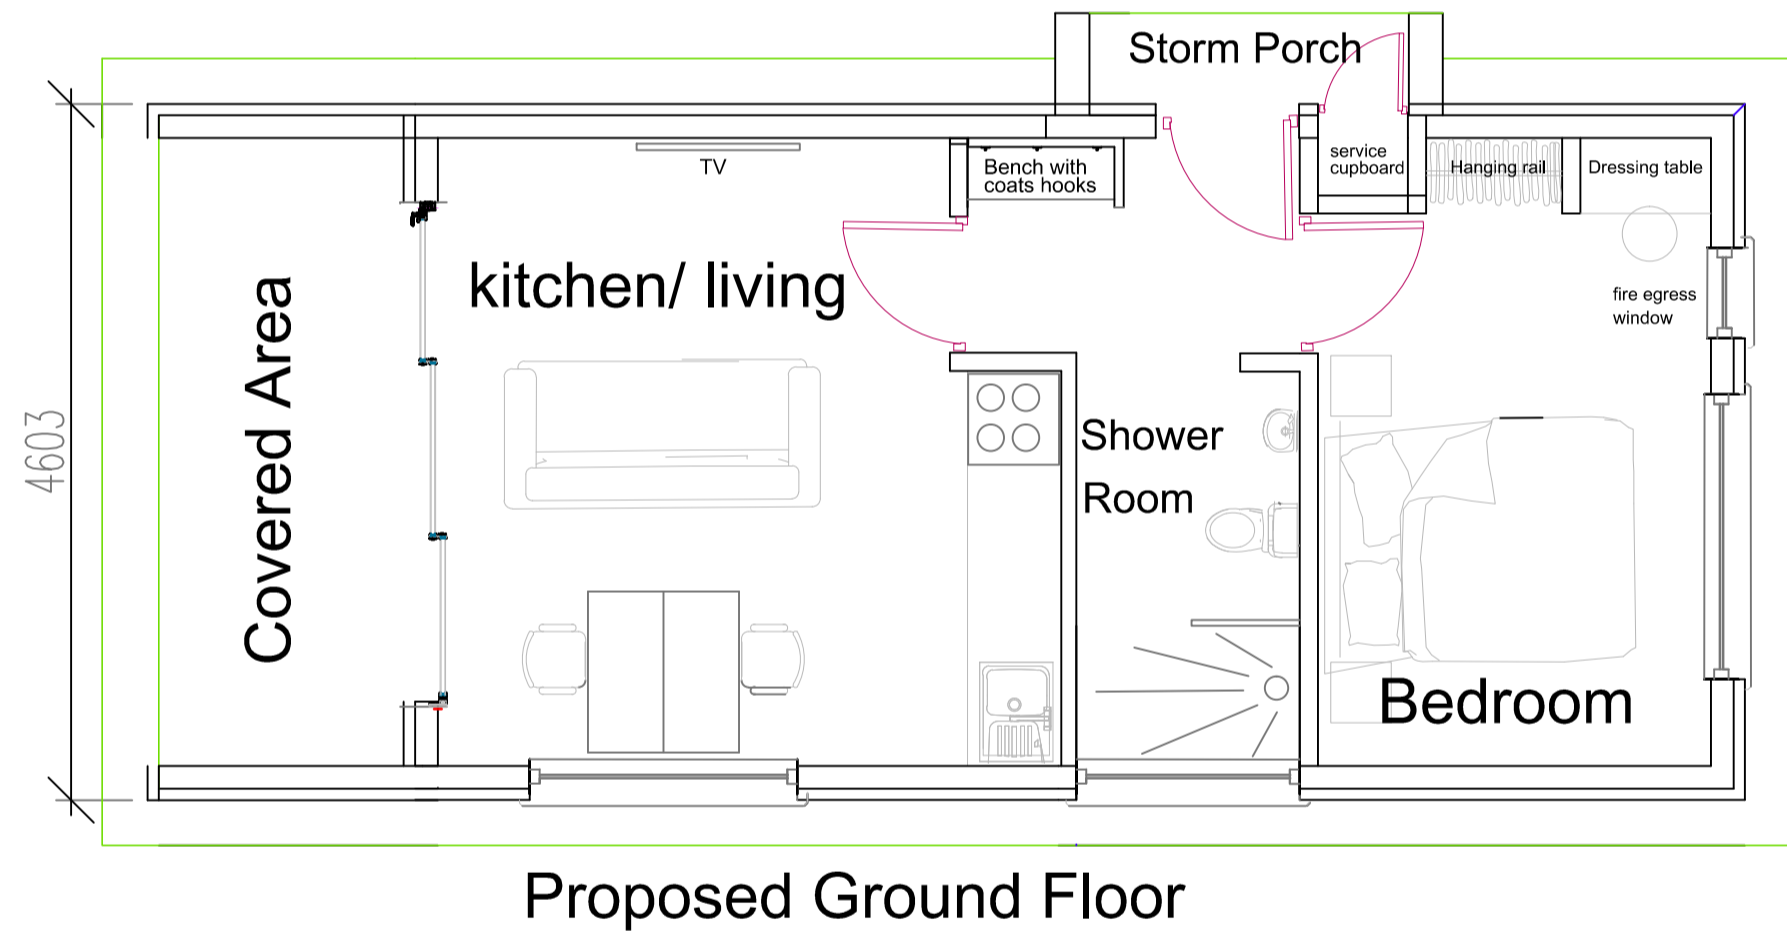 Storm Porch
TV
Bench with
coats hooks
service
cupboard
Hanging rail
Dressing table
kitchen/ living
fire egress
window
Covered Area
4603
Shower
Room
Bedroom
Proposed Ground Floor